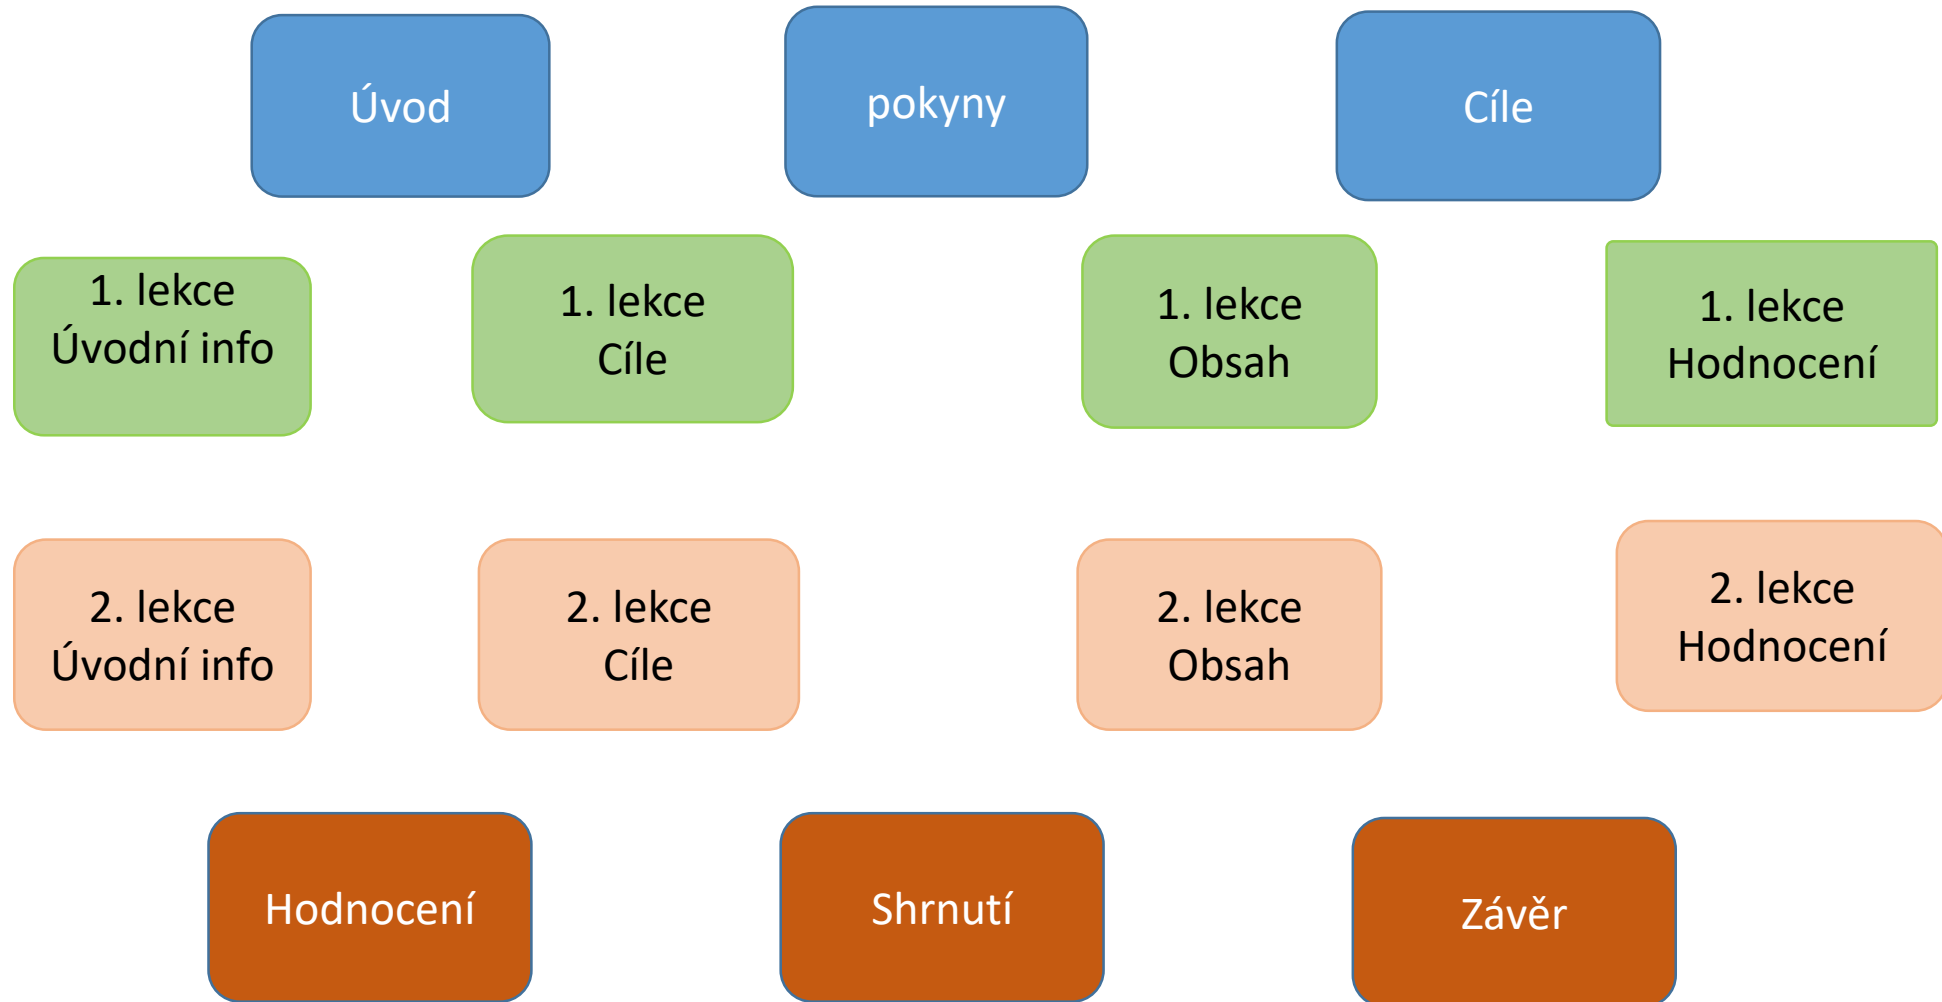 Úvod
pokyny
Cíle
1. lekce
Úvodní info
1. lekce
Cíle
1. lekce
Obsah
1. lekce
Hodnocení
2. lekce
Úvodní info
2. lekce
Cíle
2. lekce
Obsah
2. lekce
Hodnocení
Hodnocení
Shrnutí
Závěr